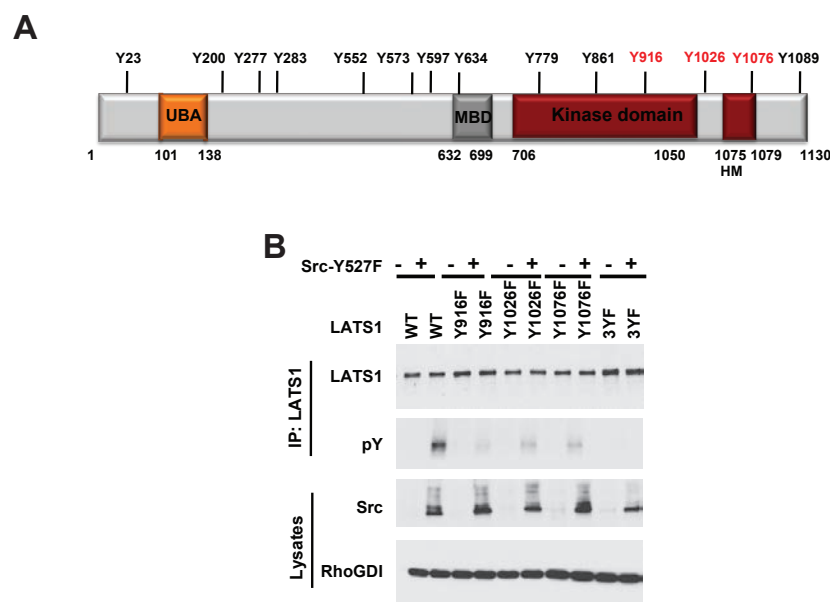 A
Y23 Y200 Y277 Y283 Y552 Y573 Y597 Y634 Y779 Y861 Y916 Y1026 Y1076 Y1089
UBA MBD Kinase domain
1 101 138 632 699 706 1050 1075 1079 1130
HM
B
Src-Y527F - + - + - + - + - +
LATS1 WT WT Y916F Y916F Y1026F Y1026F Y1076F Y1076F 3YF 3YF
IP: LATS1
LATS1
pY
Lysates
Src
RhoGDI